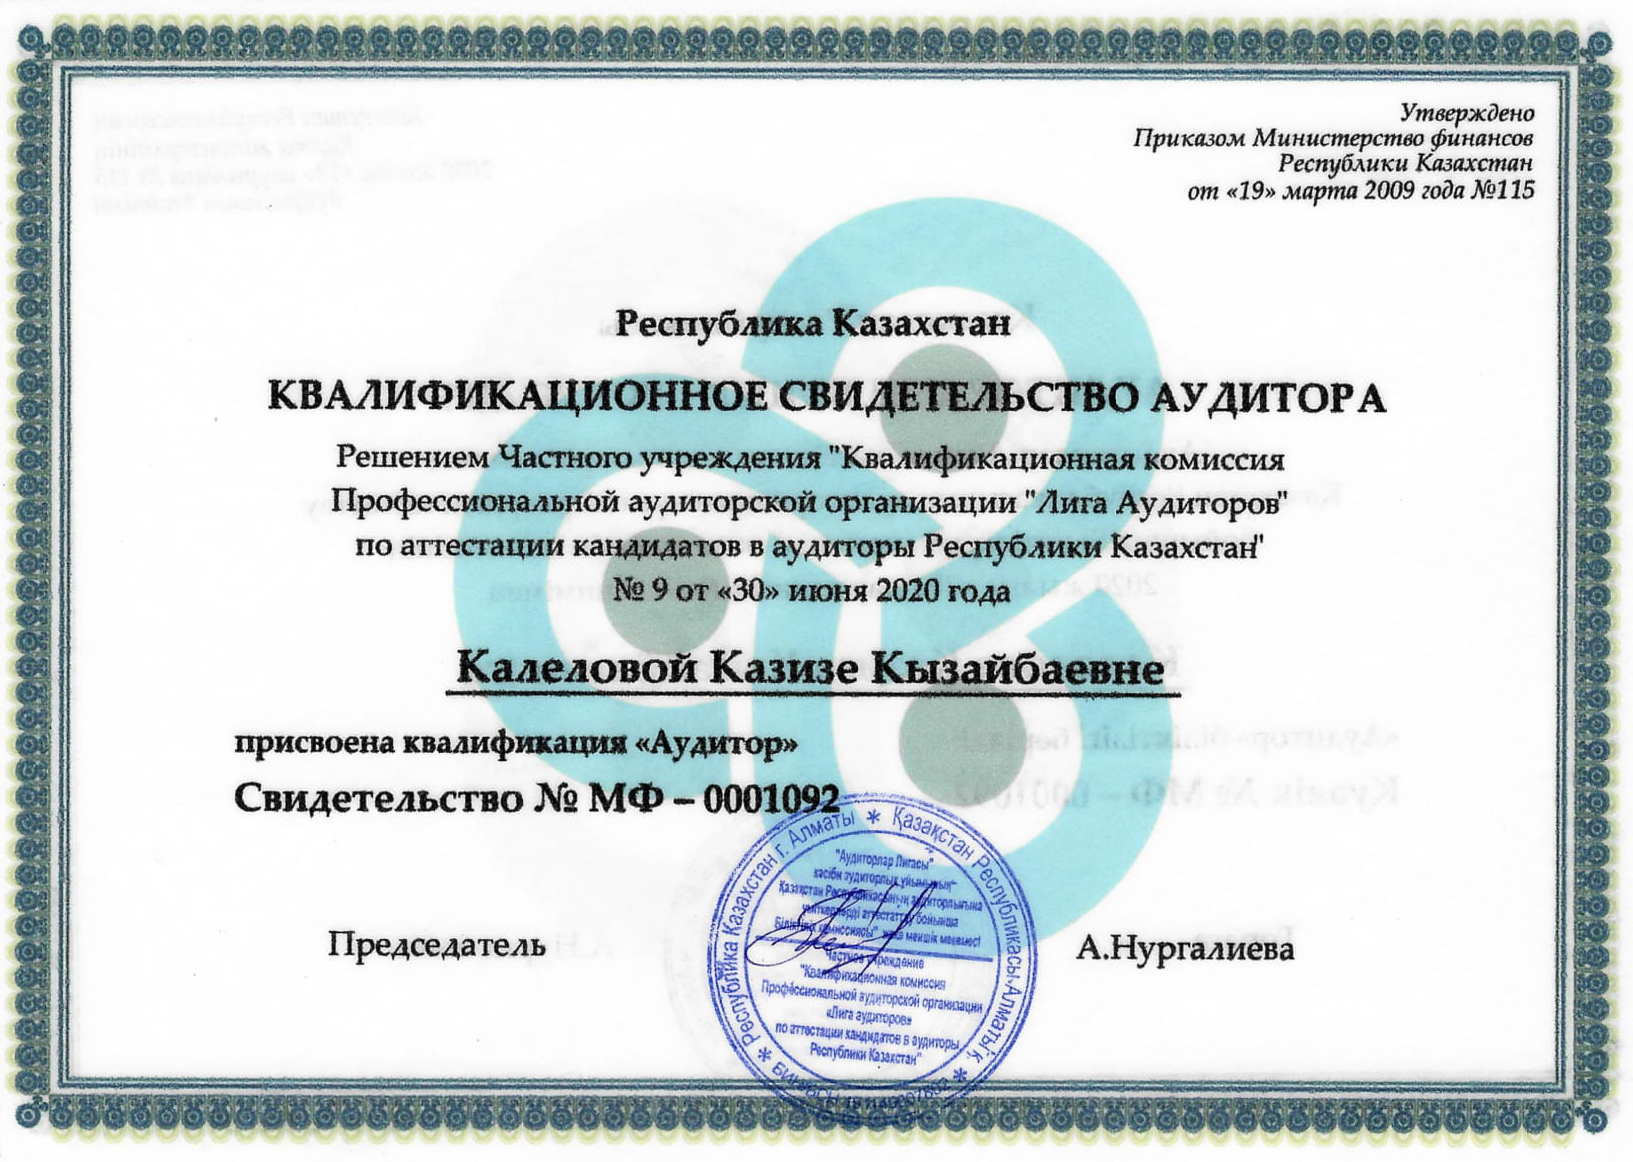 Утверждено
Приказом Министерство финансов
Республики Казахстан
от «19» марта 2009 года №115
Республика Казахстан
КВАЛИФИКАЦИОННОЕ СВИДЕТЕЛЬСТВО АУДИТОРА
Решением Частного учреждения "Квалификационная комиссия
Профессиональной аудиторской организации "Лига Аудиторов"
по аттестации кандидатов в аудиторы Республики Казахстан"
№ 9 от «30» июня 2020 года
Калеловой Казизе Кызайбаевне
присвоена квалификация «Аудитор»
Свидетельство № МФ – 0001092
Председатель
А.Нургалиева
Республика Казахстан г. Алматы * Қазақстан Республикасы Алматы қ. *
"Аудиторлар Лигасы"
кәсіби аудиторлық ұйымының
Қазақстан Республикасының аудиторлығына
үміткерлерді аттестаттау бойынша
Біліктілік комиссиясы" жеке меншік мекемесі
Частное учреждение
"Квалификационная комиссия
Профессиональной аудиторской организации
«Лига аудиторов»
по аттестации кандидатов в аудиторы
Республики Казахстан"